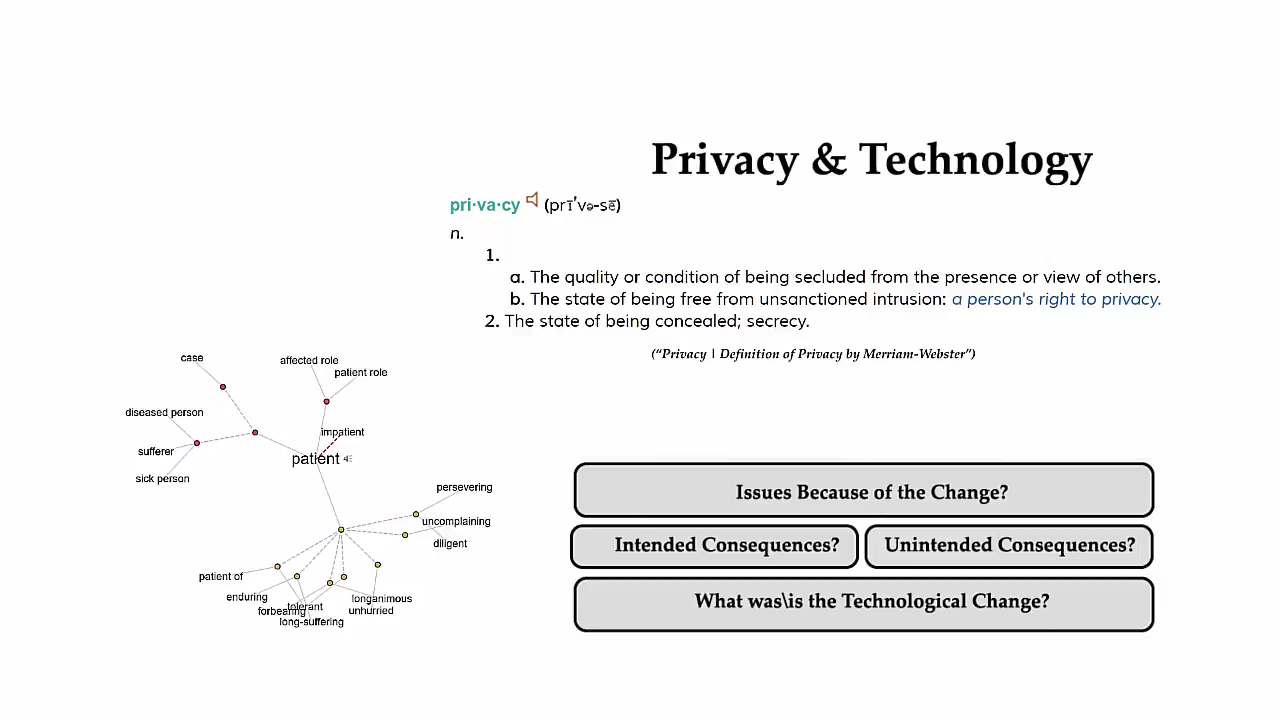 Privacy & Technology
pri·va·cy (prī′və-sē)
n.
1.
a. The quality or condition of being secluded from the presence or view of others.
b. The state of being free from unsanctioned intrusion: a person's right to privacy.
2. The state of being concealed; secrecy.
("Privacy | Definition of Privacy by Merriam-Webster")
case
affected role
patient role
diseased person
impatient
sufferer
patient
sick person
persevering
uncomplaining
diligent
patient of
enduring
longanimous
tolerant
forbearing
unhurried
long-suffering
Issues Because of the Change?
Intended Consequences?
Unintended Consequences?
What was\is the Technological Change?